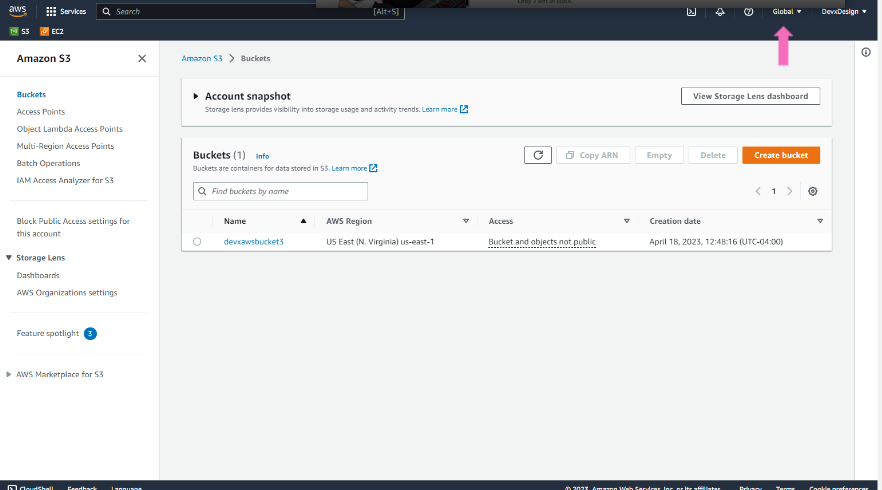 aws
Services
Search
[Alt+S]
Global
DevxDesign
S3
EC2
Amazon S3
Buckets
Access Points
Object Lambda Access Points
Multi-Region Access Points
Batch Operations
IAM Access Analyzer for S3
Block Public Access settings for
this account
Storage Lens
Dashboards
AWS Organizations settings
Feature spotlight 3
AWS Marketplace for S3
Amazon S3 > Buckets
Account snapshot
View Storage Lens dashboard
Storage lens provides visibility into storage usage and activity trends. Learn more
Buckets (1) Info
Copy ARN
Empty
Delete
Create bucket
Buckets are containers for data stored in S3. Learn more
Find buckets by name
1
Name AWS Region Access Creation date
devxawsbucket3 US East (N. Virginia) us-east-1 Bucket and objects not public April 18, 2023, 12:48:16 (UTC-04:00)
CloudShell Feedback Language © 2023, Amazon Web Services, Inc. or its affiliates. Privacy Terms Cookie preferences